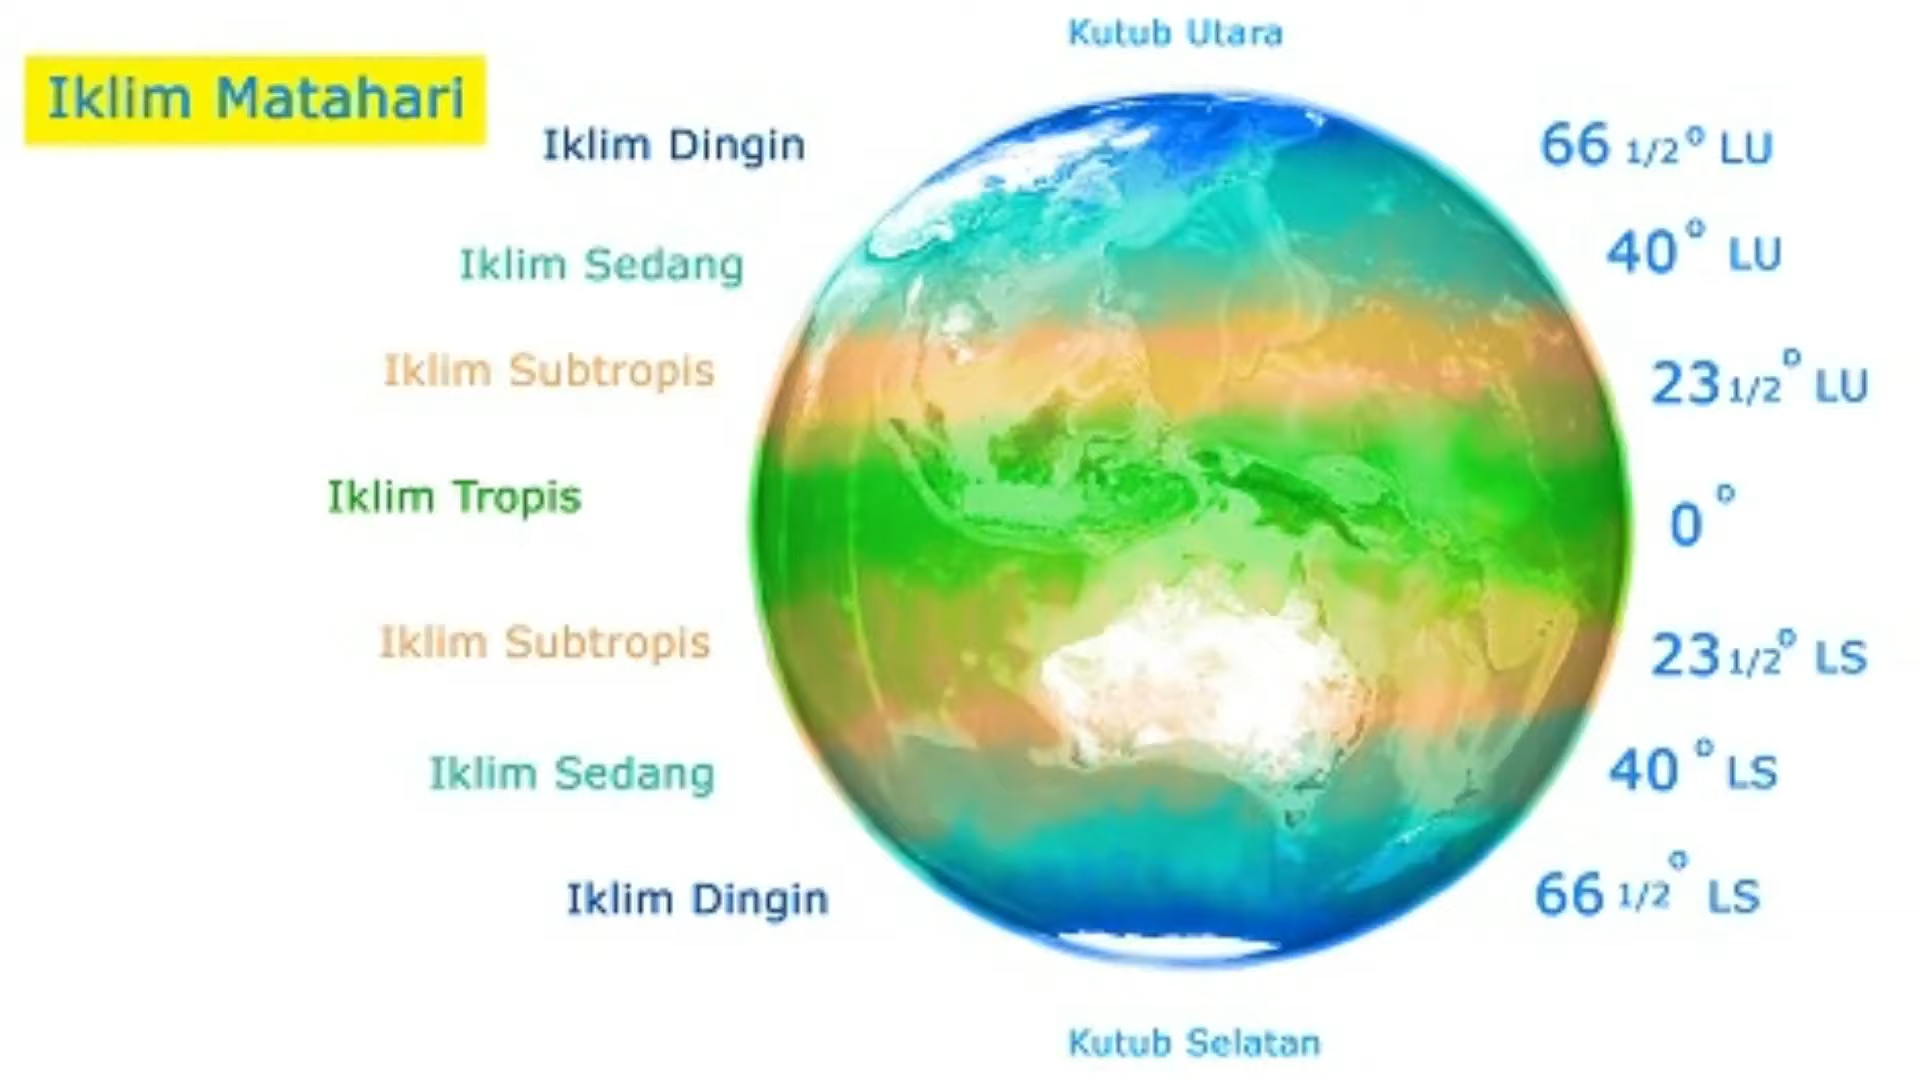 Kutub Utara
Iklim Matahari
Iklim Dingin
66 1/2° LU
Iklim Sedang
40° LU
Iklim Subtropis
23 1/2° LU
Iklim Tropis
0°
Iklim Subtropis
23 1/2° LS
Iklim Sedang
40° LS
Iklim Dingin
66 1/2° LS
Kutub Selatan